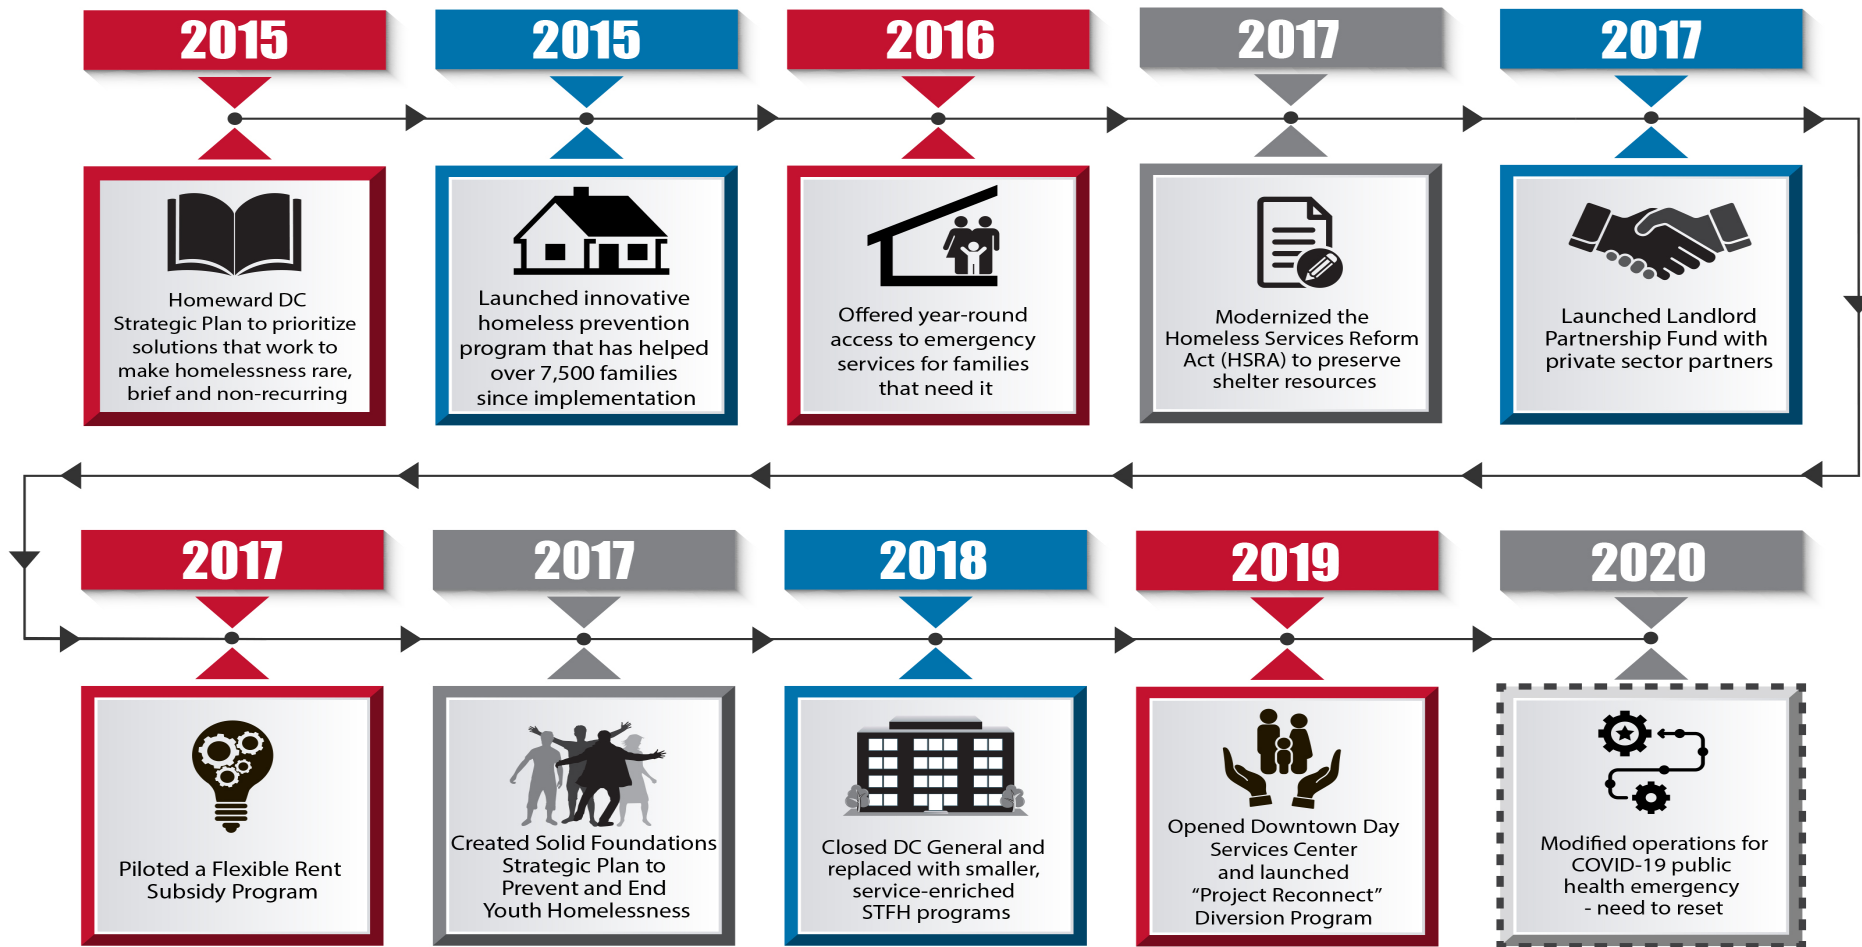 2015
2015
2016
2017
2017
Homeward DC
Strategic Plan to prioritize
solutions that work to
make homelessness rare,
brief and non-recurring
Launched innovative
homeless prevention
program that has helped
over 7,500 families
since implementation
Offered year-round
access to emergency
services for families
that need it
Modernized the
Homeless Services Reform
Act (HSRA) to preserve
shelter resources
Launched Landlord
Partnership Fund with
private sector partners
2017
2017
2018
2019
2020
Piloted a Flexible Rent
Subsidy Program
Created Solid Foundations
Strategic Plan to
Prevent and End
Youth Homelessness
Closed DC General and
replaced with smaller,
service-enriched
STFH programs
Opened Downtown Day
Services Center
and launched
“Project Reconnect”
Diversion Program
Modified operations for
COVID-19 public
health emergency
- need to reset